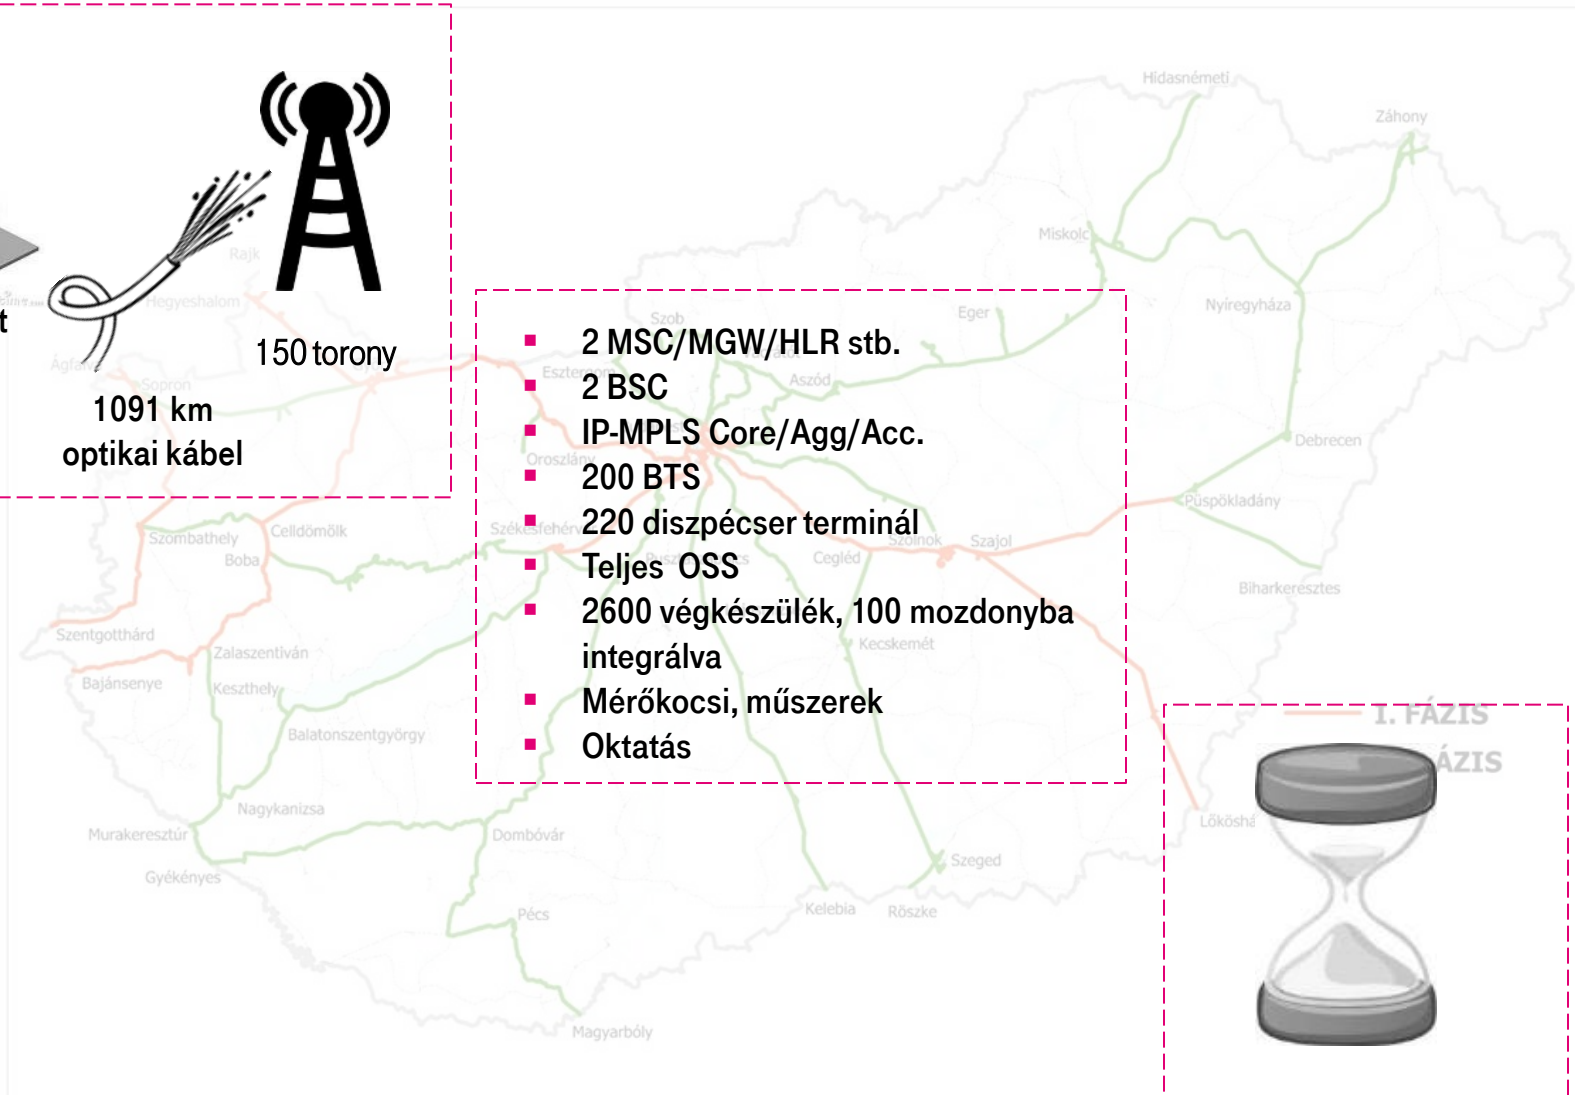 Hidasnémeti
Záhony
Miskolc
Rajk
Hegyeshalom
Nyíregyháza
Eger
Szob
t
150 torony
1091 km
optikai kábel
Sopron
Esztergom
Aszód
2 MSC/MGW/HLR stb.
2 BSC
IP-MPLS Core/Agg/Acc.
200 BTS
220 diszpécser terminál
Teljes OSS
2600 végkészülék, 100 mozdonyba
integrálva
Mérőkocsi, műszerek
Oktatás
Debrecen
Oroszlány
Püspökladány
Szombathely
Celldömölk
Boba
Székesfehérv
Cegléd
Szolnok
Szajol
Biharkeresztes
Szentgotthárd
Zalaszentiván
Kecskemét
Bajánsenye
Keszthely
Balatonszentgyörgy
I. FÁZIS
ÁZIS
Nagykanizsa
Murakeresztúr
Dombóvár
Lőköshá
Szeged
Gyékényes
Pécs
Kelebia
Röszke
Magyarbóly